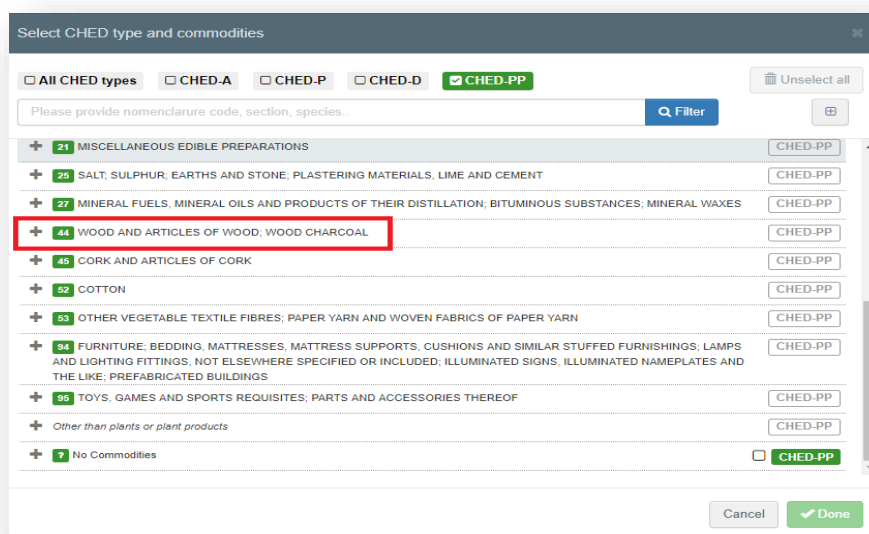 Select CHED type and commodities
All CHED types CHED-A CHED-P CHED-D CHED-PP Unselect all
Please provide nomenclarure code, section, species.. Filter
21 MISCELLANEOUS EDIBLE PREPARATIONS CHED-PP
25 SALT; SULPHUR; EARTHS AND STONE; PLASTERING MATERIALS, LIME AND CEMENT CHED-PP
27 MINERAL FUELS, MINERAL OILS AND PRODUCTS OF THEIR DISTILLATION; BITUMINOUS SUBSTANCES; MINERAL WAXES CHED-PP
44 WOOD AND ARTICLES OF WOOD; WOOD CHARCOAL CHED-PP
45 CORK AND ARTICLES OF CORK CHED-PP
52 COTTON CHED-PP
53 OTHER VEGETABLE TEXTILE FIBRES; PAPER YARN AND WOVEN FABRICS OF PAPER YARN CHED-PP
94 FURNITURE; BEDDING, MATTRESSES, MATTRESS SUPPORTS, CUSHIONS AND SIMILAR STUFFED FURNISHINGS; LAMPS CHED-PP
AND LIGHTING FITTINGS, NOT ELSEWHERE SPECIFIED OR INCLUDED; ILLUMINATED SIGNS, ILLUMINATED NAMEPLATES AND
THE LIKE; PREFABRICATED BUILDINGS
95 TOYS, GAMES AND SPORTS REQUISITES; PARTS AND ACCESSORIES THEREOF CHED-PP
Other than plants or plant products CHED-PP
? No Commodities CHED-PP
Cancel Done